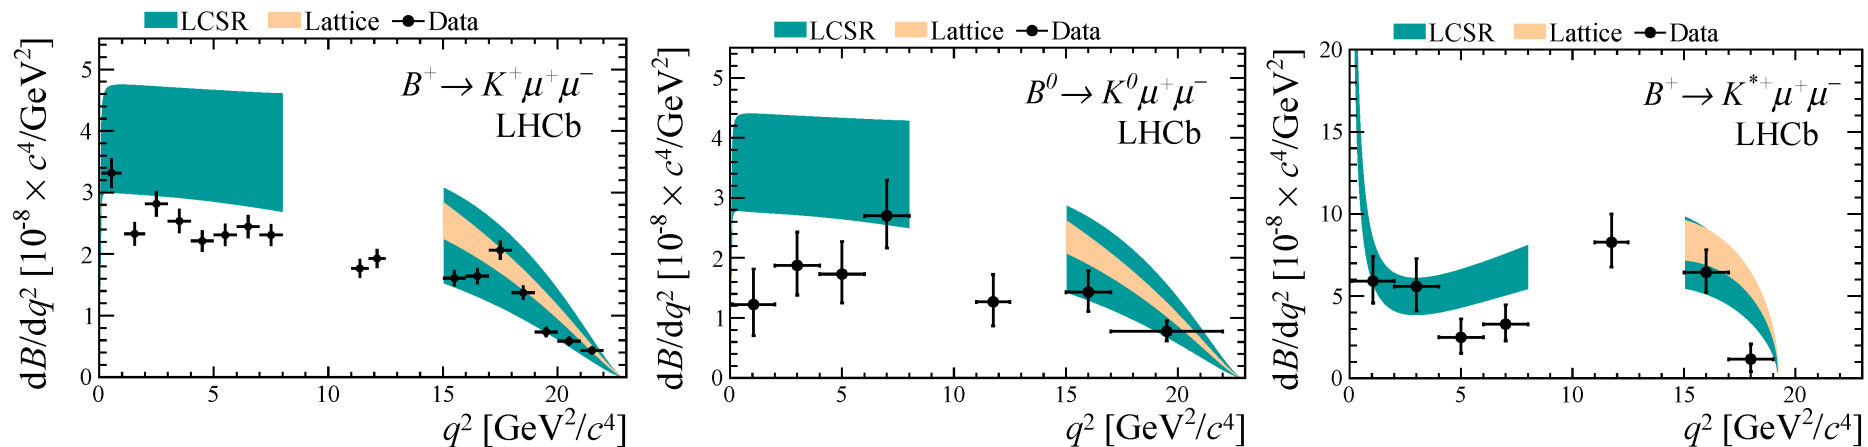 LCSR Lattice Data
B⁺ → K⁺μ⁺μ⁻
LHCb
dB/dq² [10⁻⁸ × c⁴/GeV²]
5
4
3
2
1
0
0 5 10 15 20
q² [GeV²/c⁴]
LCSR Lattice Data
B⁰ → K⁰μ⁺μ⁻
LHCb
dB/dq² [10⁻⁸ × c⁴/GeV²]
5
4
3
2
1
0
0 5 10 15 20
q² [GeV²/c⁴]
LCSR Lattice Data
B⁺ → K*⁺μ⁺μ⁻
LHCb
dB/dq² [10⁻⁸ × c⁴/GeV²]
20
15
10
5
0
0 5 10 15 20
q² [GeV²/c⁴]